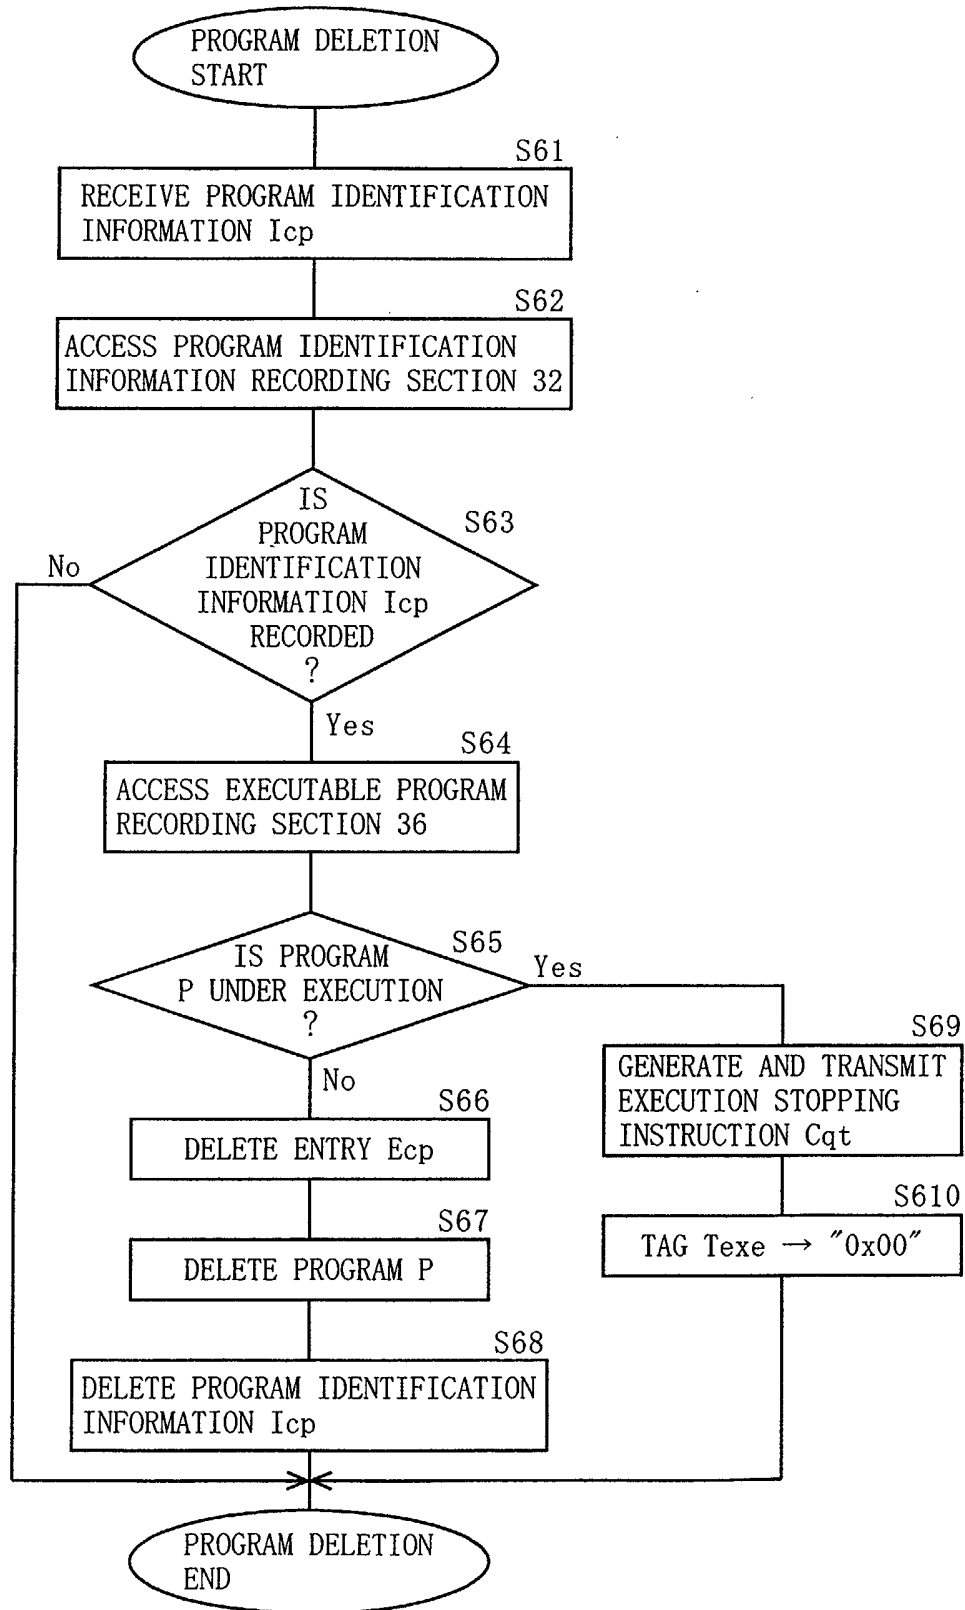 PROGRAM DELETION
START
S61
RECEIVE PROGRAM IDENTIFICATION
INFORMATION Icp
S62
ACCESS PROGRAM IDENTIFICATION
INFORMATION RECORDING SECTION 32
S63
IS
PROGRAM
IDENTIFICATION
INFORMATION Icp
RECORDED
?
No
Yes
S64
ACCESS EXECUTABLE PROGRAM
RECORDING SECTION 36
S65
IS PROGRAM
P UNDER EXECUTION
?
Yes
No
S66
DELETE ENTRY Ecp
S67
DELETE PROGRAM P
S68
DELETE PROGRAM IDENTIFICATION
INFORMATION Icp
S69
GENERATE AND TRANSMIT
EXECUTION STOPPING
INSTRUCTION Cqt
S610
TAG Texe → "0x00"
PROGRAM DELETION
END